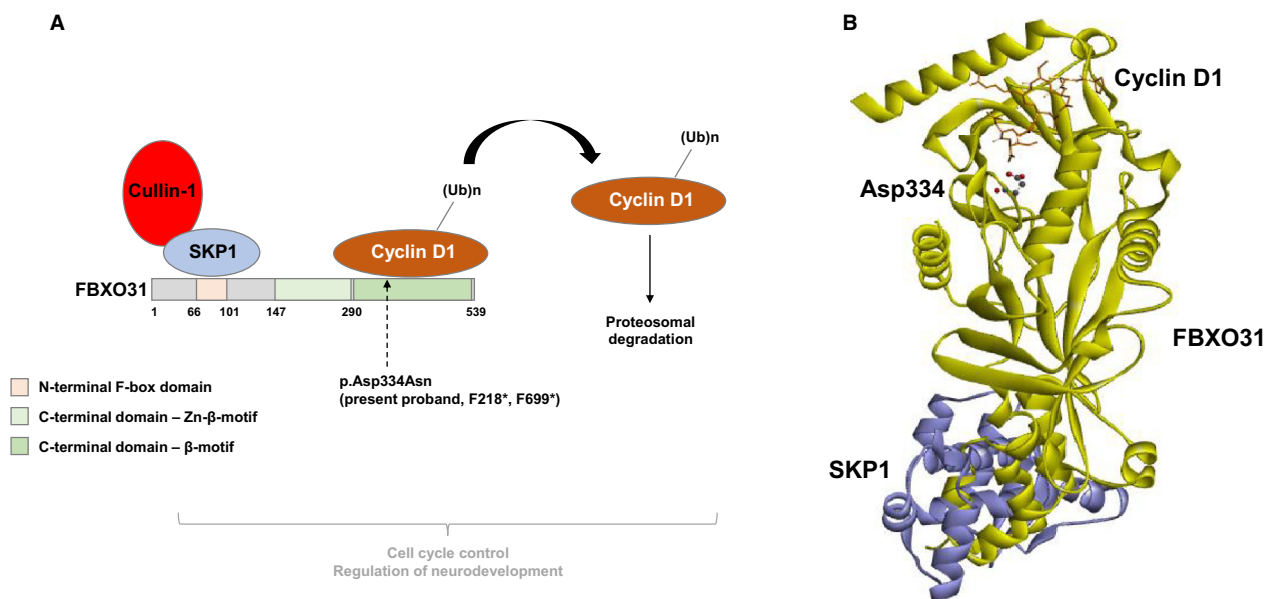 A
Cullin-1
SKP1
(Ub)n
Cyclin D1
FBXO31
1 66 101 147 290 539
p.Asp334Asn
(present proband, F218*, F699*)
(Ub)n
Cyclin D1
Proteosomal
degradation
N-terminal F-box domain
C-terminal domain – Zn-β-motif
C-terminal domain – β-motif
Cell cycle control
Regulation of neurodevelopment
B
Cyclin D1
Asp334
FBXO31
SKP1